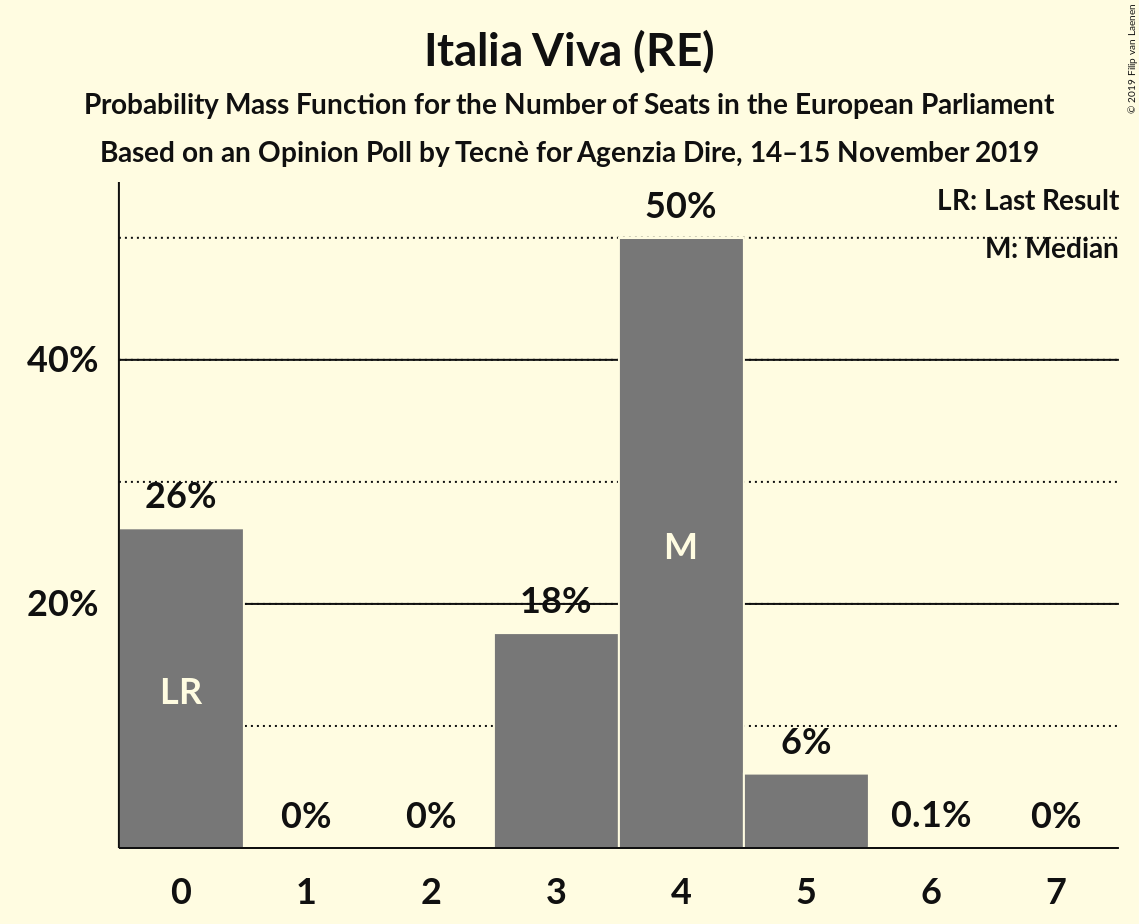 Italia Viva (RE)
Probability Mass Function for the Number of Seats in the European Parliament
Based on an Opinion Poll by Tecnè for Agenzia Dire, 14–15 November 2019
© 2019 Filip van Laenen
LR: Last Result
M: Median
50%
40%
26%
20%
18%
M
LR
6%
0%
0%
0.1%
0%
0
1
2
3
4
5
6
7